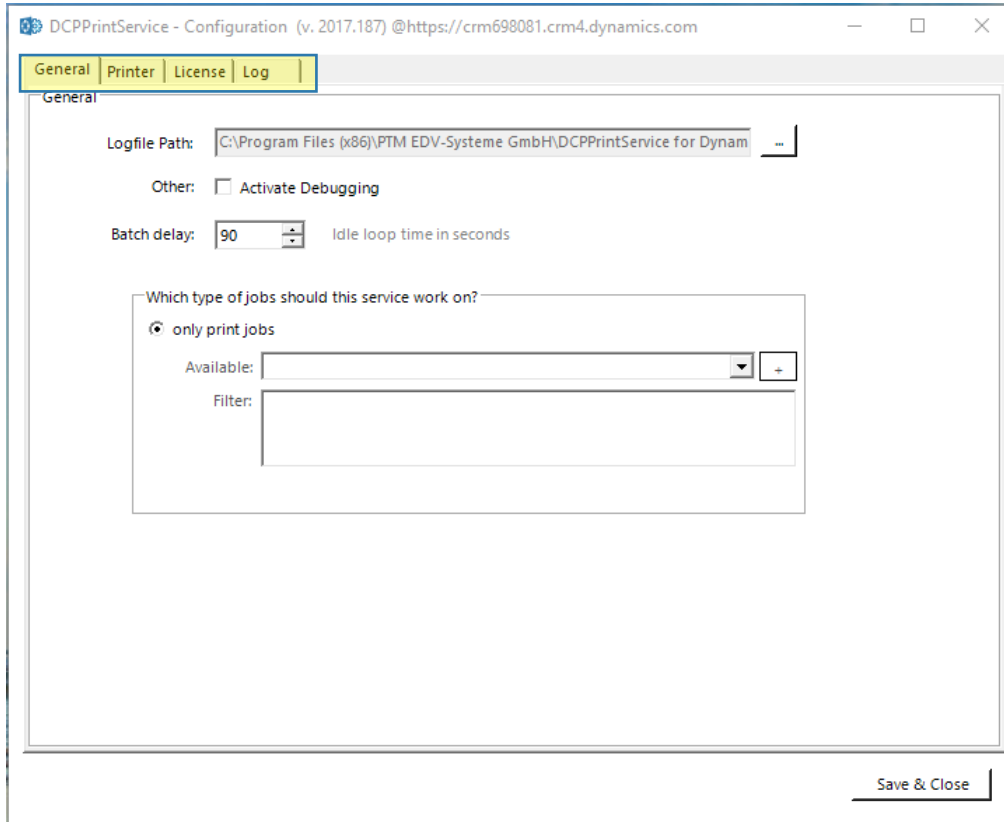 DCPPrintService - Configuration (v. 2017.187) @https://crm698081.crm4.dynamics.com
General Printer License Log
General
Logfile Path: C:\Program Files (x86)\PTM EDV-Systeme GmbH\DCPPrintService for Dynam ...
Other: Activate Debugging
Batch delay: 90 Idle loop time in seconds
Which type of jobs should this service work on?
only print jobs
Available: +
Filter:
Save & Close